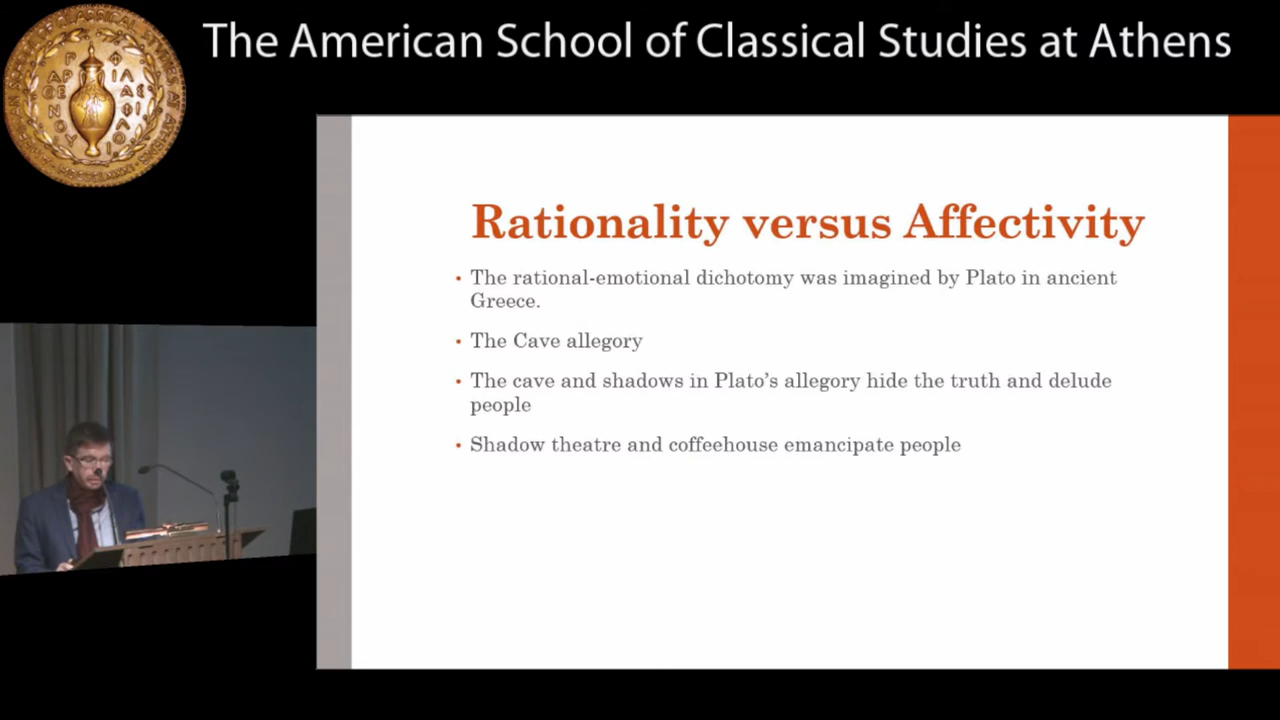 The American School of Classical Studies at Athens
Rationality versus Affectivity
• The rational-emotional dichotomy was imagined by Plato in ancient
Greece.
• The Cave allegory
• The cave and shadows in Plato's allegory hide the truth and delude
people
• Shadow theatre and coffeehouse emancipate people